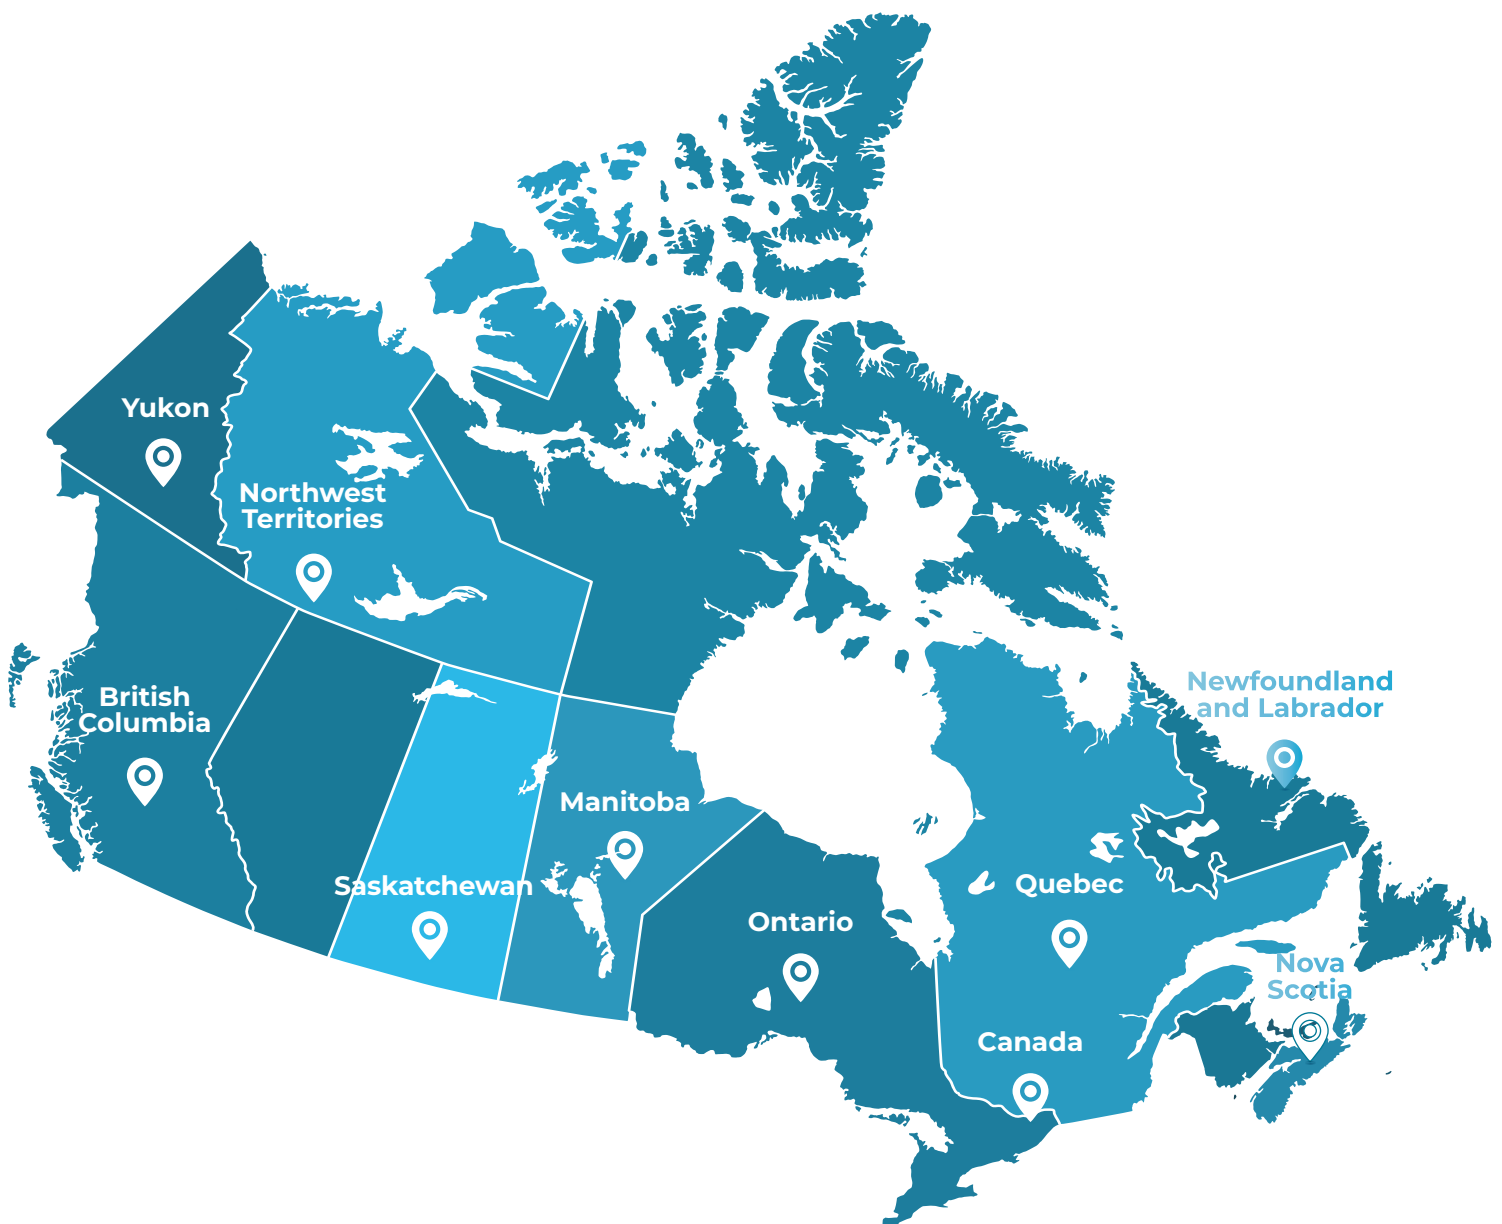 Yukon
Northwest
Territories
British
Columbia
Newfoundland
and Labrador
Manitoba
Saskatchewan
Quebec
Ontario
Nova
Scotia
Canada